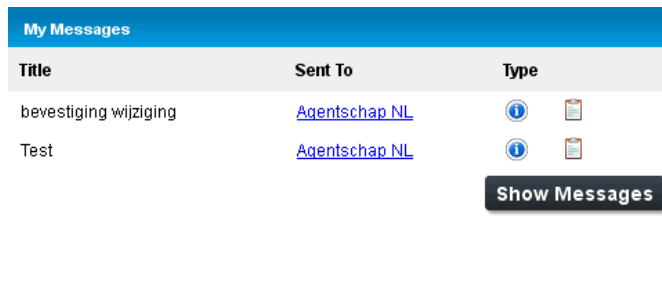 My Messages
Title Sent To Type
bevestiging wijziging Agentschap NL
Test Agentschap NL
Show Messages